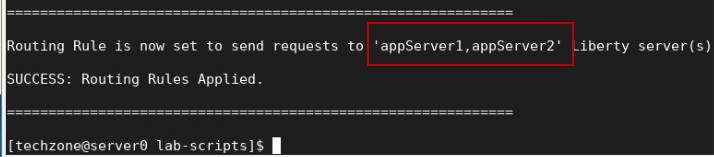 ============================================================
Routing Rule is now set to send requests to 'appServer1,appServer2' Liberty server(s)
SUCCESS: Routing Rules Applied.
============================================================
[techzone@server0 lab-scripts]$